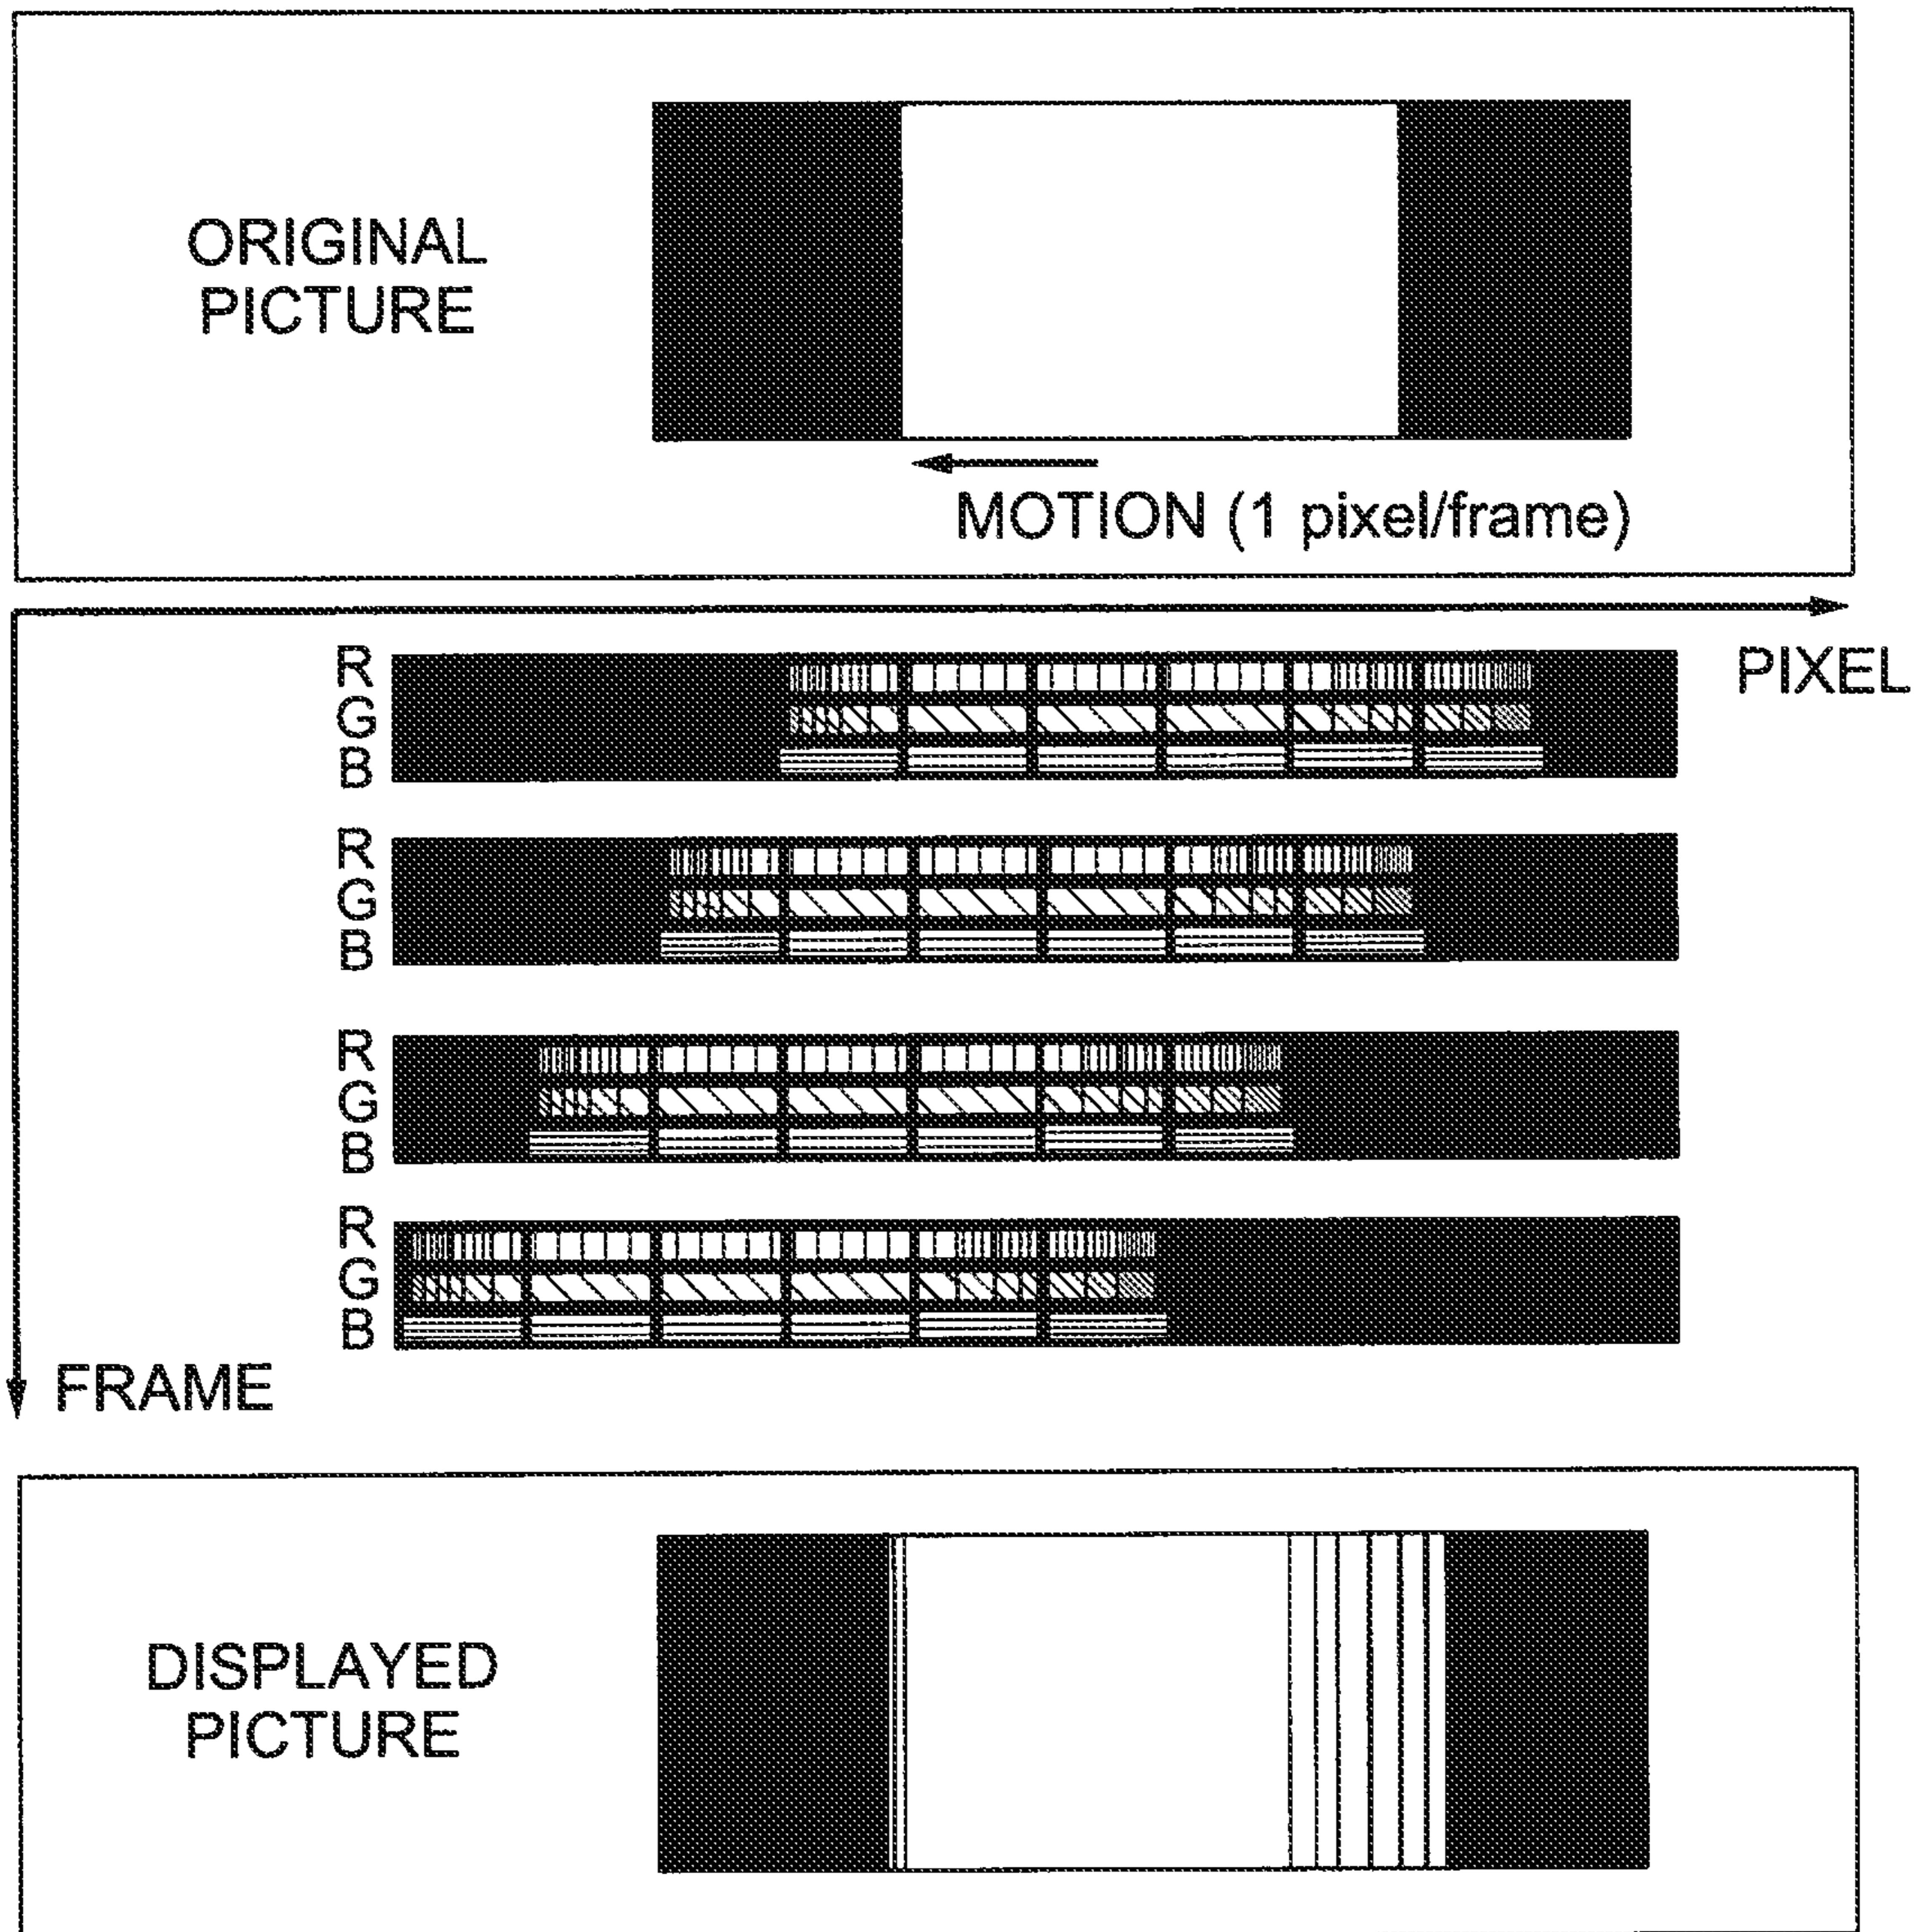 ORIGINAL
PICTURE
MOTION (1 pixel/frame)
PIXEL
R
G
B
R
G
B
R
G
B
R
G
B
FRAME
DISPLAYED
PICTURE